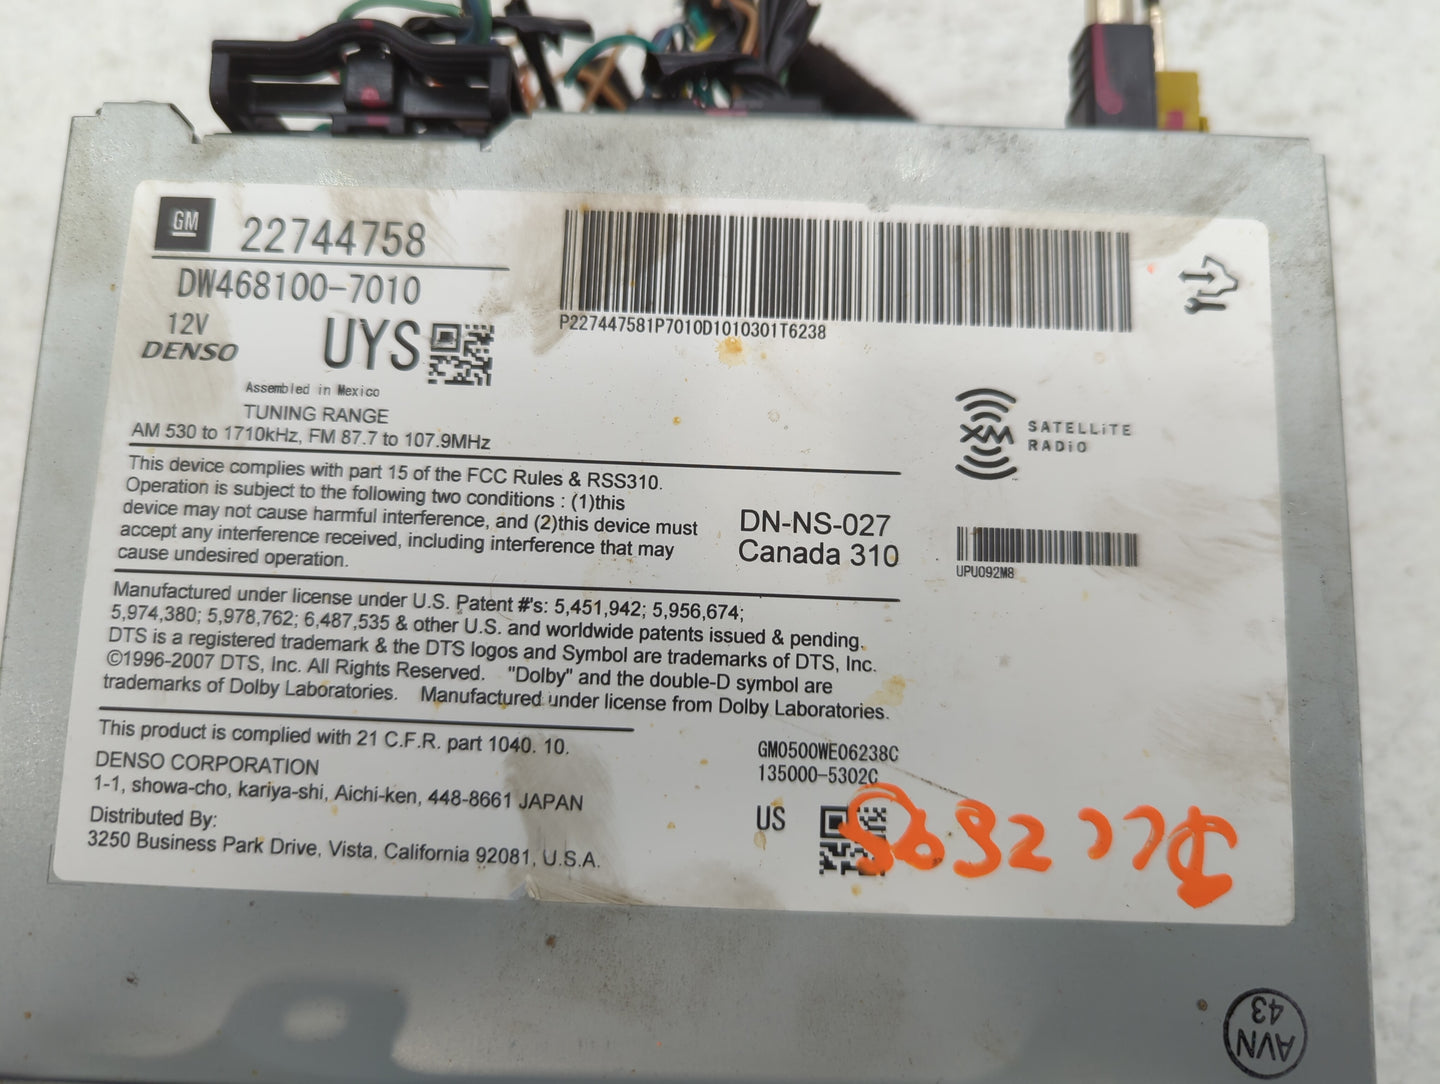 GM 22744758
DW468100-7010
12V
DENSO
UYS
Assembled in Mexico
TUNING RANGE
AM 530 to 1710kHz, FM 87.7 to 107.9MHz
P227447581P7010D1010301T6238
XM SATELLiTE
RADiO
This device complies with part 15 of the FCC Rules & RSS310.
Operation is subject to the following two conditions : (1)this
device may not cause harmful interference, and (2)this device must
accept any interference received, including interference that may
cause undesired operation.
DN-NS-027
Canada 310
UPU092M8
Manufactured under license under U.S. Patent #'s: 5,451,942; 5,956,674;
5,974,380; 5,978,762; 6,487,535 & other U.S. and worldwide patents issued & pending.
DTS is a registered trademark & the DTS logos and Symbol are trademarks of DTS, Inc.
©1996-2007 DTS, Inc. All Rights Reserved. "Dolby" and the double-D symbol are
trademarks of Dolby Laboratories. Manufactured under license from Dolby Laboratories.
This product is complied with 21 C.F.R. part 1040. 10.
DENSO CORPORATION
1-1, showa-cho, kariya-shi, Aichi-ken, 448-8661 JAPAN
Distributed By:
3250 Business Park Drive, Vista, California 92081, U.S.A.
GM0500WE06238C
135000-5302C
US
AVN
43